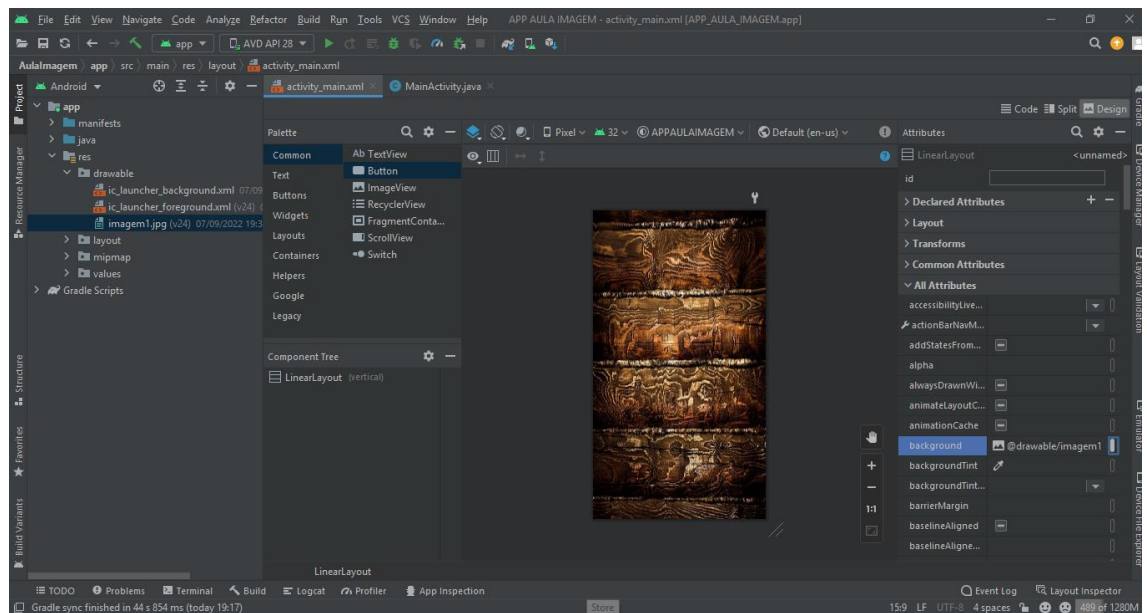 File Edit View Navigate Code Analyze Refactor Build Run Tools VCS Window Help APP AULA IMAGEM - activity_main.xml [APP_AULA_IMAGEM.app]
app AVD API 28
AulaImagem app src main res layout activity_main.xml
Android activity_main.xml MainActivity.java
Code Split Design
Project
Resource Manager
Structure
Favorites
Build Variants
app
manifests
java
res
drawable
ic_launcher_background.xml 07/09
ic_launcher_foreground.xml (v24)
imagem1.jpg (v24) 07/09/2022 19:3
layout
mipmap
values
Gradle Scripts
Palette
Common
Text
Buttons
Widgets
Layouts
Containers
Helpers
Google
Legacy
Ab TextView
Button
ImageView
RecyclerView
FragmentConta...
ScrollView
Switch
Component Tree
LinearLayout (vertical)
Pixel 32 APPAULAIMAGEM Default (en-us)
1:1
LinearLayout
Attributes
LinearLayout <unnamed>
id
Declared Attributes
Layout
Transforms
Common Attributes
All Attributes
accessibilityLive...
actionBarNavM...
addStatesFrom...
alpha
alwaysDrawnWi...
animateLayoutC...
animationCache
background @drawable/imagem1
backgroundTint
backgroundTint...
barrierMargin
baselineAligned
baselineAligne...
Gradle
Device Manager
Layout Validation
Emulator
Device File Explorer
TODO Problems Terminal Build Logcat Profiler App Inspection Event Log Layout Inspector
Gradle sync finished in 44 s 854 ms (today 19:17) Store 15:9 LF UTF-8 4 spaces 489 of 1280M